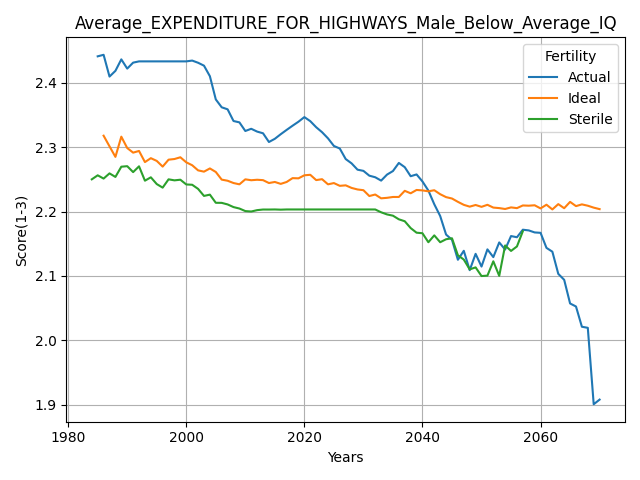 Average_EXPENDITURE_FOR_HIGHWAYS_Male_Below_Average_IQ
Fertility
Actual
Ideal
Sterile
Score(1-3)
2.4
2.3
2.2
2.1
2.0
1.9
1980
2000
2020
2040
2060
Years